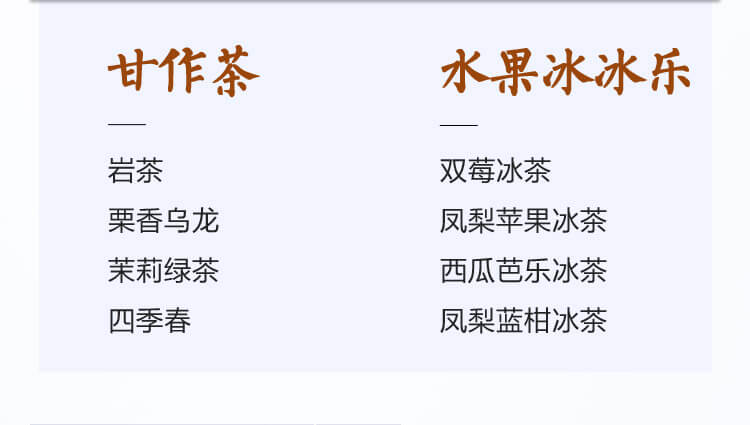 甘作茶
岩茶
栗香乌龙
茉莉绿茶
四季春
水果冰冰乐
双莓冰茶
凤梨苹果冰茶
西瓜芭乐冰茶
凤梨蓝柑冰茶